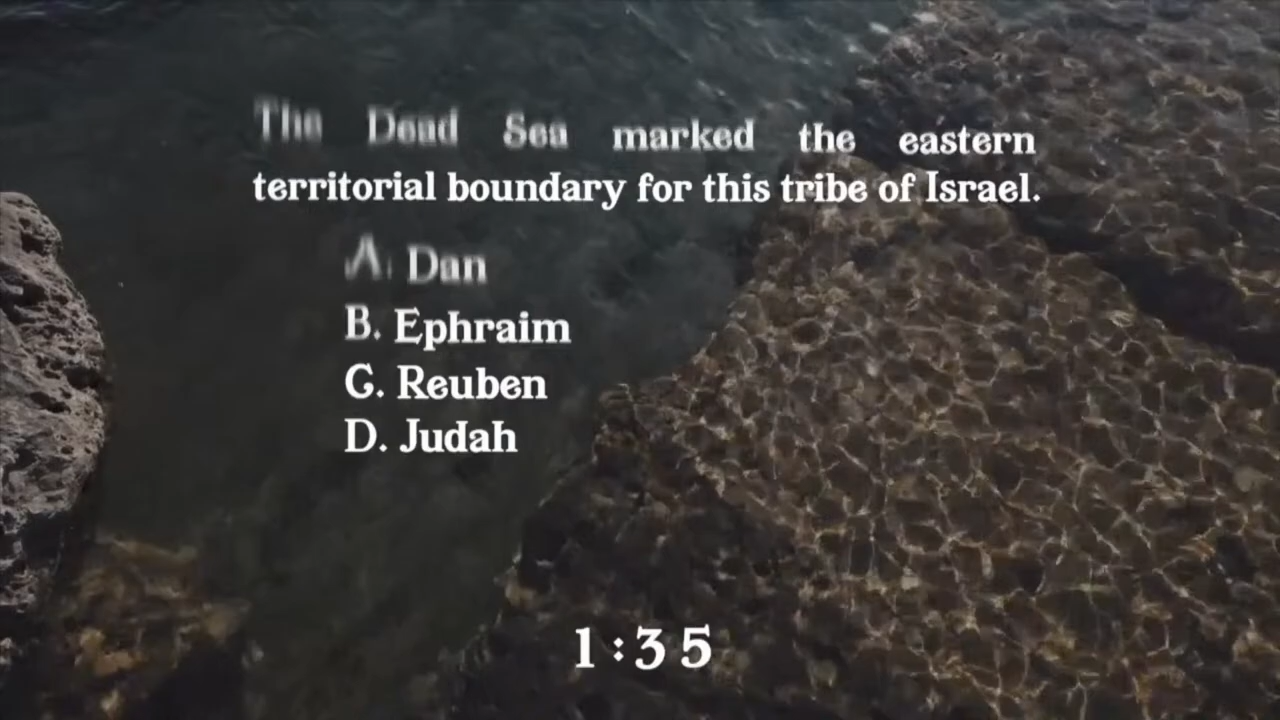 The Dead Sea marked the eastern
territorial boundary for this tribe of Israel.
A. Dan
B. Ephraim
C. Reuben
D. Judah
1:35